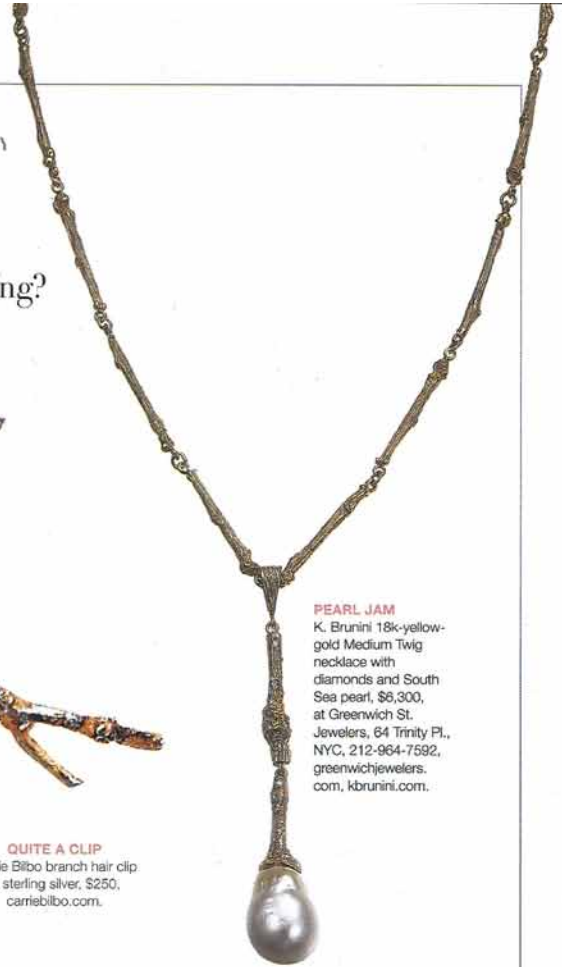 ng?
PEARL JAM
K. Brunini 18k-yellow-
gold Medium Twig
necklace with
diamonds and South
Sea pearl, $6,300,
at Greenwich St.
Jewelers, 64 Trinity Pl.,
NYC, 212-964-7592,
greenwichjewelers.
com, kbrunini.com.
QUITE A CLIP
ie Bilbo branch hair clip
sterling silver, $250,
carriebilbo.com.